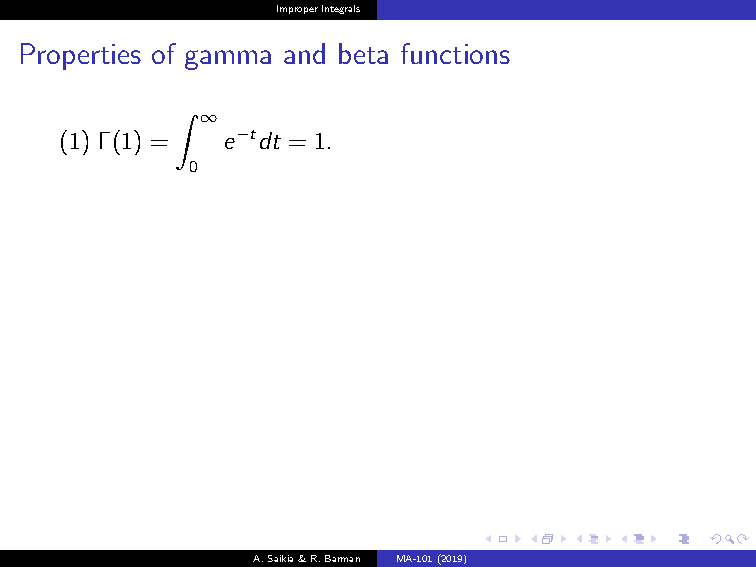 Improper Integrals
Properties of gamma and beta functions
(1) Γ(1) = ∫₀^∞ e⁻ᵗ dt = 1.
A. Saikia & R. Barman MA-101 (2019)